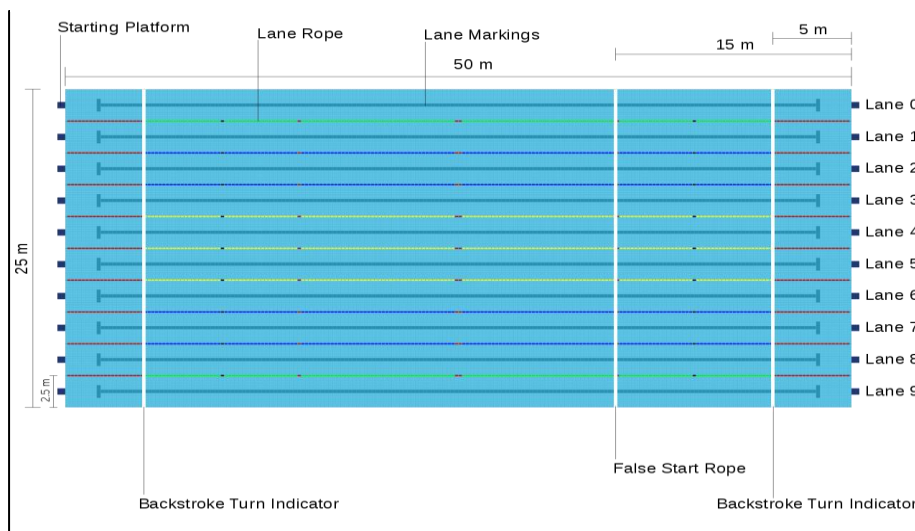 Starting Platform
Lane Rope
Lane Markings
5 m
15 m
50 m
Lane 0
Lane 1
Lane 2
Lane 3
Lane 4
25 m
Lane 5
Lane 6
Lane 7
Lane 8
2.5 m
Lane 9
False Start Rope
Backstroke Turn Indicator
Backstroke Turn Indicator